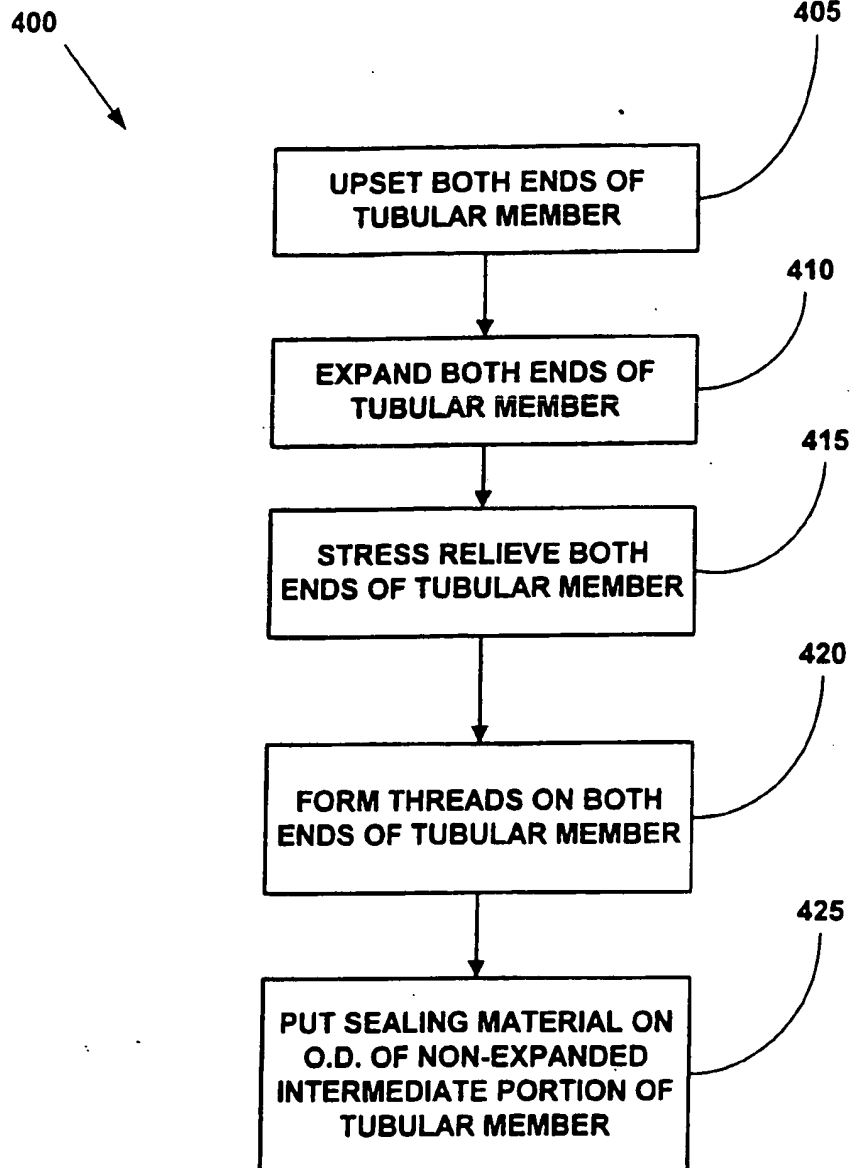 400
405
UPSET BOTH ENDS OF
TUBULAR MEMBER
410
EXPAND BOTH ENDS OF
TUBULAR MEMBER
415
STRESS RELIEVE BOTH
ENDS OF TUBULAR MEMBER
420
FORM THREADS ON BOTH
ENDS OF TUBULAR MEMBER
425
PUT SEALING MATERIAL ON
O.D. OF NON-EXPANDED
INTERMEDIATE PORTION OF
TUBULAR MEMBER